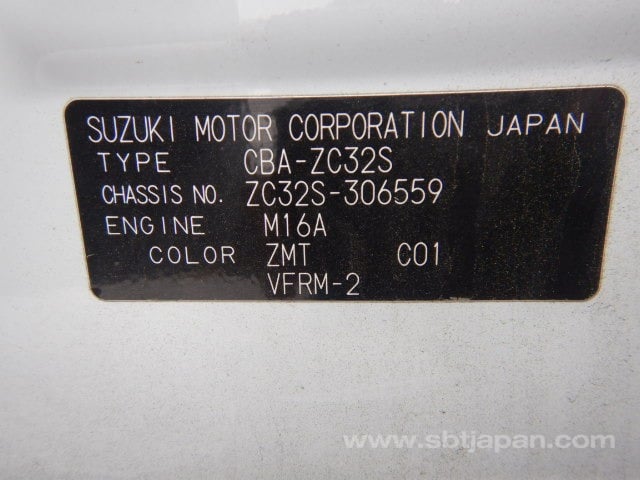 SUZUKI MOTOR CORPORATION JAPAN
TYPE CBA-ZC32S
CHASSIS NO. ZC32S-306559
ENGINE M16A
COLOR ZMT C01
VFRM-2
www.sbtjapan.com